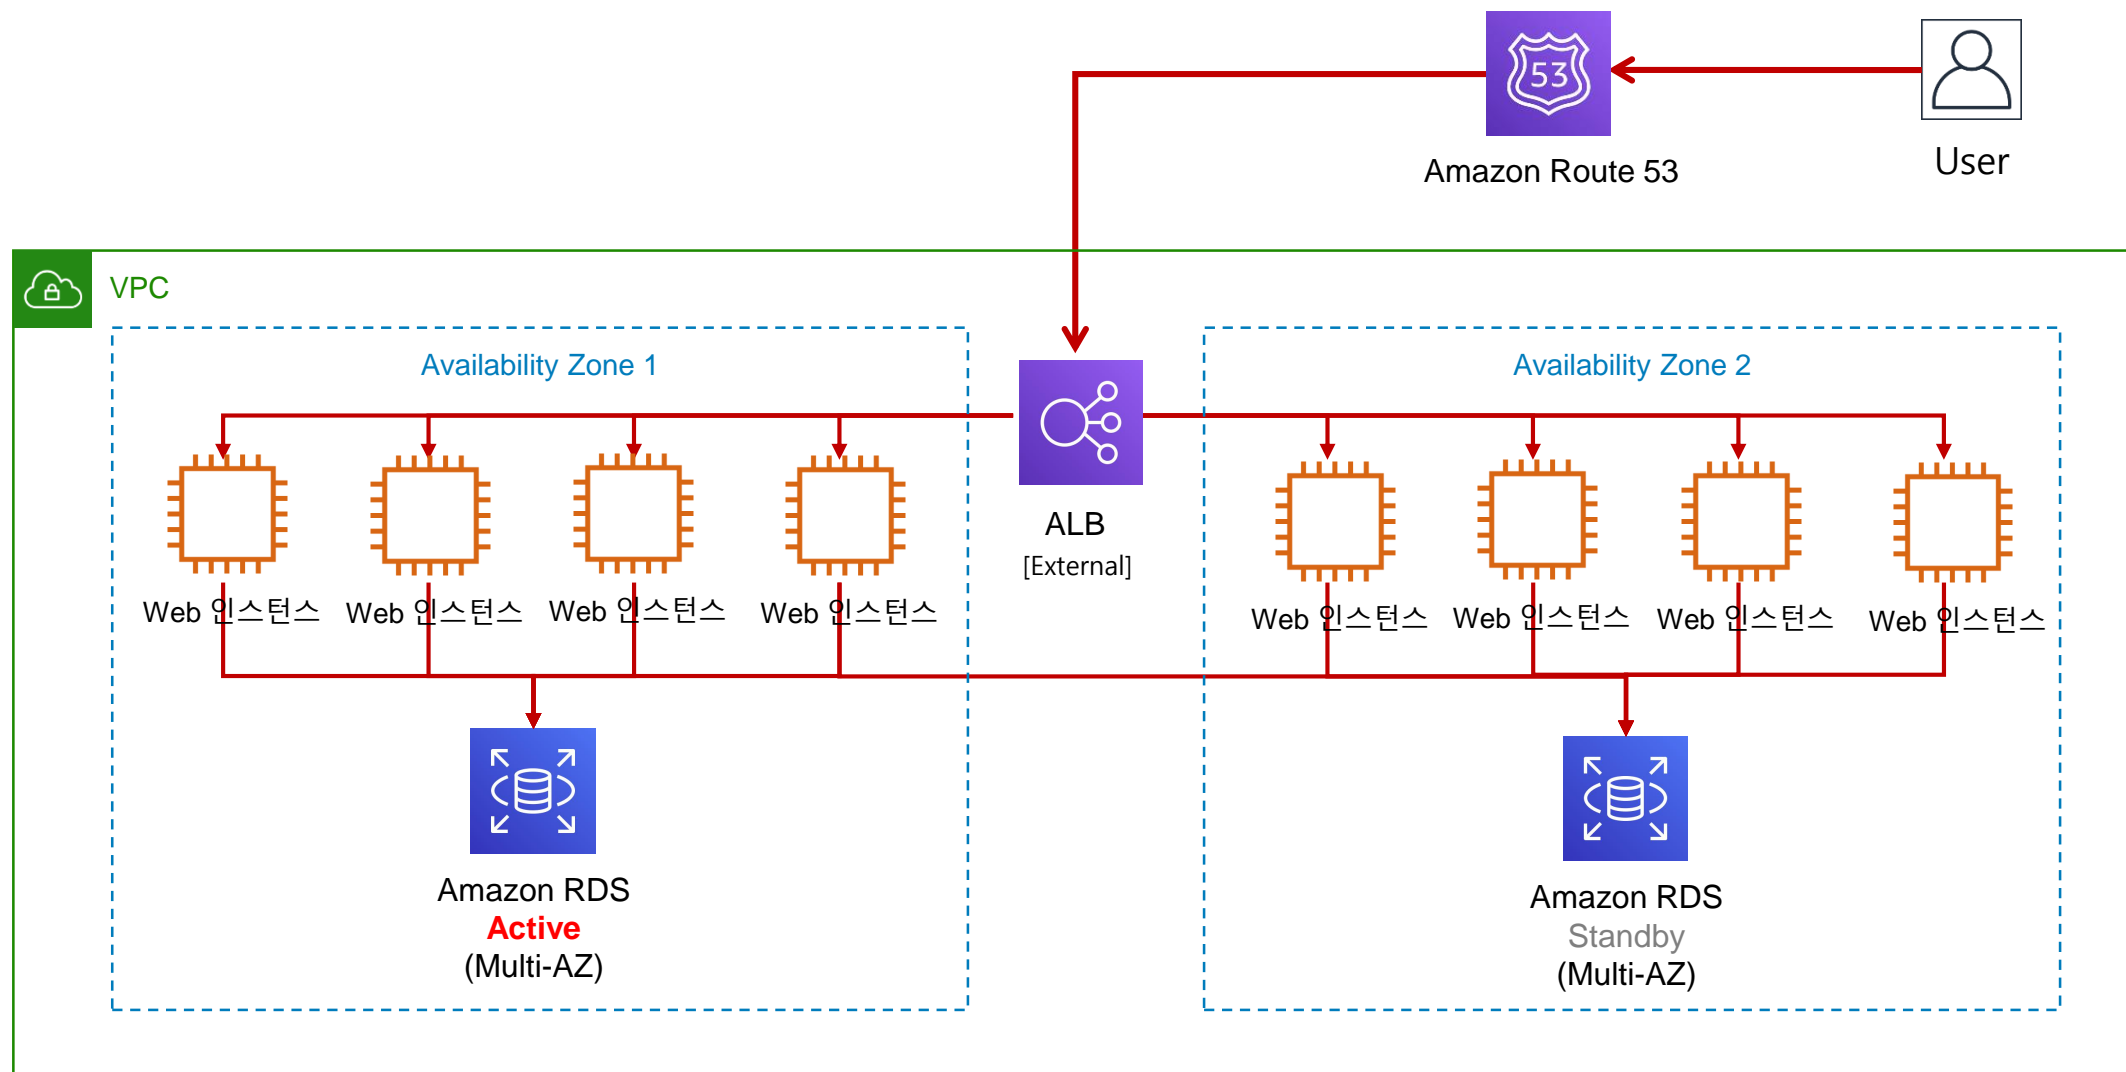 53
Amazon Route 53
User
VPC
Availability Zone 1
Availability Zone 2
ALB
[External]
Web 인스턴스
Web 인스턴스
Web 인스턴스
Web 인스턴스
Web 인스턴스
Web 인스턴스
Web 인스턴스
Web 인스턴스
Amazon RDS
Active
(Multi-AZ)
Amazon RDS
Standby
(Multi-AZ)